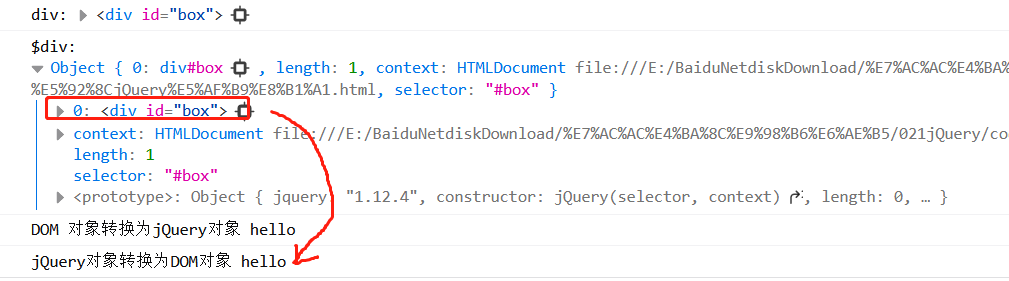 div: <div id="box">
$div:
Object { 0: div#box , length: 1, context: HTMLDocument file:///E:/BaiduNetdiskDownload/%E7%AC%AC%E4%BA%
%E5%92%8CjQuery%E5%AF%B9%E8%B1%A1.html, selector: "#box" }
0: <div id="box">
context: HTMLDocument file:///E:/BaiduNetdiskDownload/%E7%AC%AC%E4%BA%8C%E9%98%B6%E6%AE%B5/021jQuery/co
length: 1
selector: "#box"
<prototype>: Object { jquery "1.12.4", constructor: jQuery(selector, context), length: 0, … }
DOM 对象转换为jQuery对象 hello
jQuery对象转换为DOM对象 hello